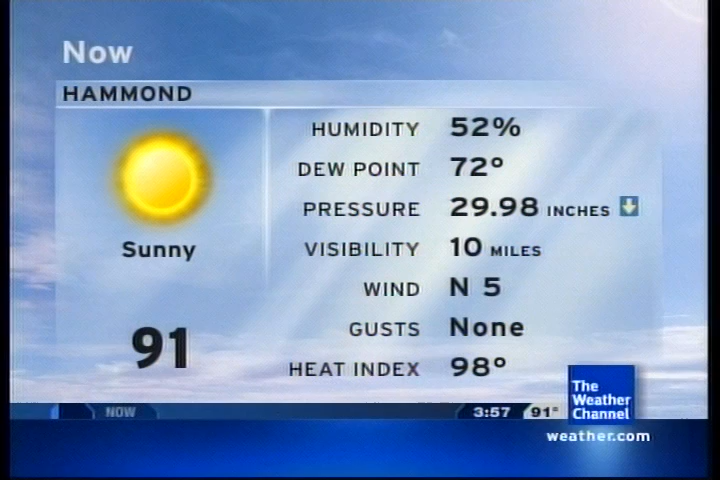 Now
HAMMOND
HUMIDITY 52%
DEW POINT 72°
PRESSURE 29.98 INCHES
VISIBILITY 10 MILES
WIND N 5
GUSTS None
HEAT INDEX 98°
Sunny
91
NOW 3:57 91°
The
Weather
Channel
weather.com